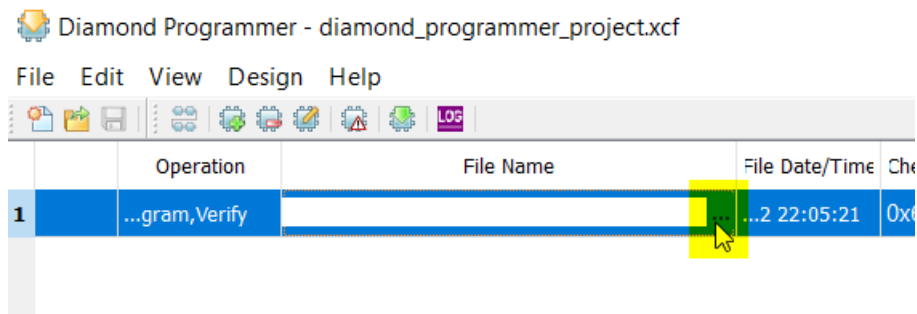 Diamond Programmer - diamond_programmer_project.xcf
File Edit View Design Help
LOG
Operation File Name File Date/Time Che
1 ...gram,Verify ... ...2 22:05:21 0x6